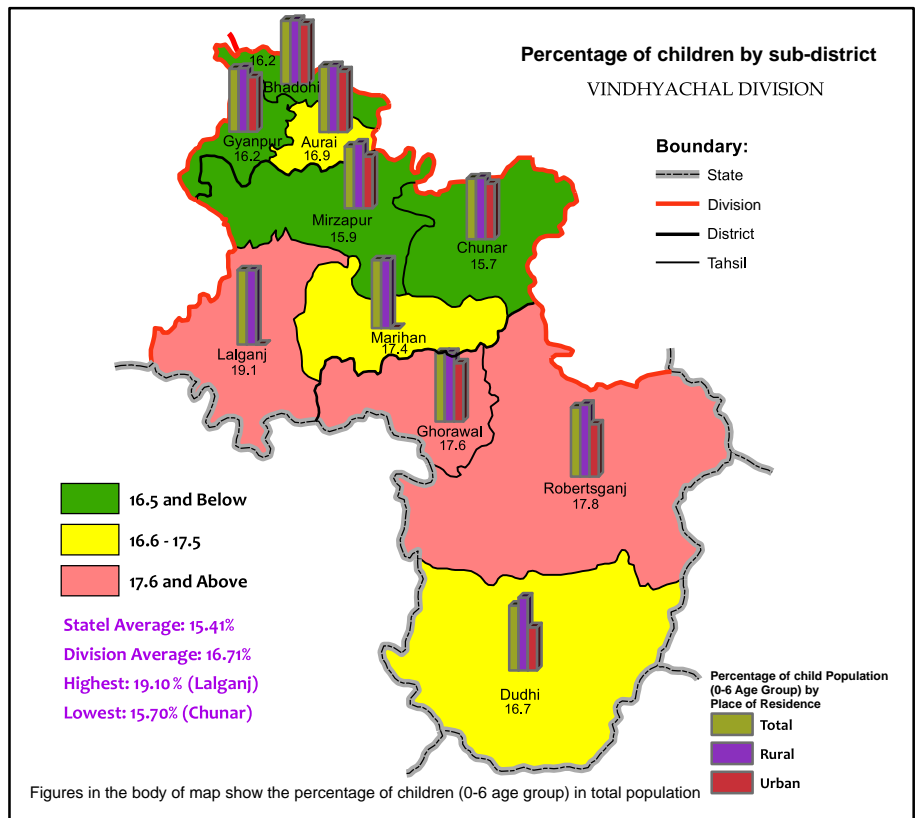 Percentage of children by sub-district
VINDHYACHAL DIVISION
Boundary:
State
Division
District
Tahsil
16.2
Bhadohi
Gyanpur
16.2
Aurai
16.9
Mirzapur
15.9
Chunar
15.7
Lalganj
19.1
Marihan
17.4
Ghorawal
17.6
Robertsganj
17.8
Dudhi
16.7
16.5 and Below
16.6 - 17.5
17.6 and Above
Statel Average: 15.41%
Division Average: 16.71%
Highest: 19.10% (Lalganj)
Lowest: 15.70% (Chunar)
Percentage of child Population
(0-6 Age Group) by
Place of Residence
Total
Rural
Urban
Figures in the body of map show the percentage of children (0-6 age group) in total population